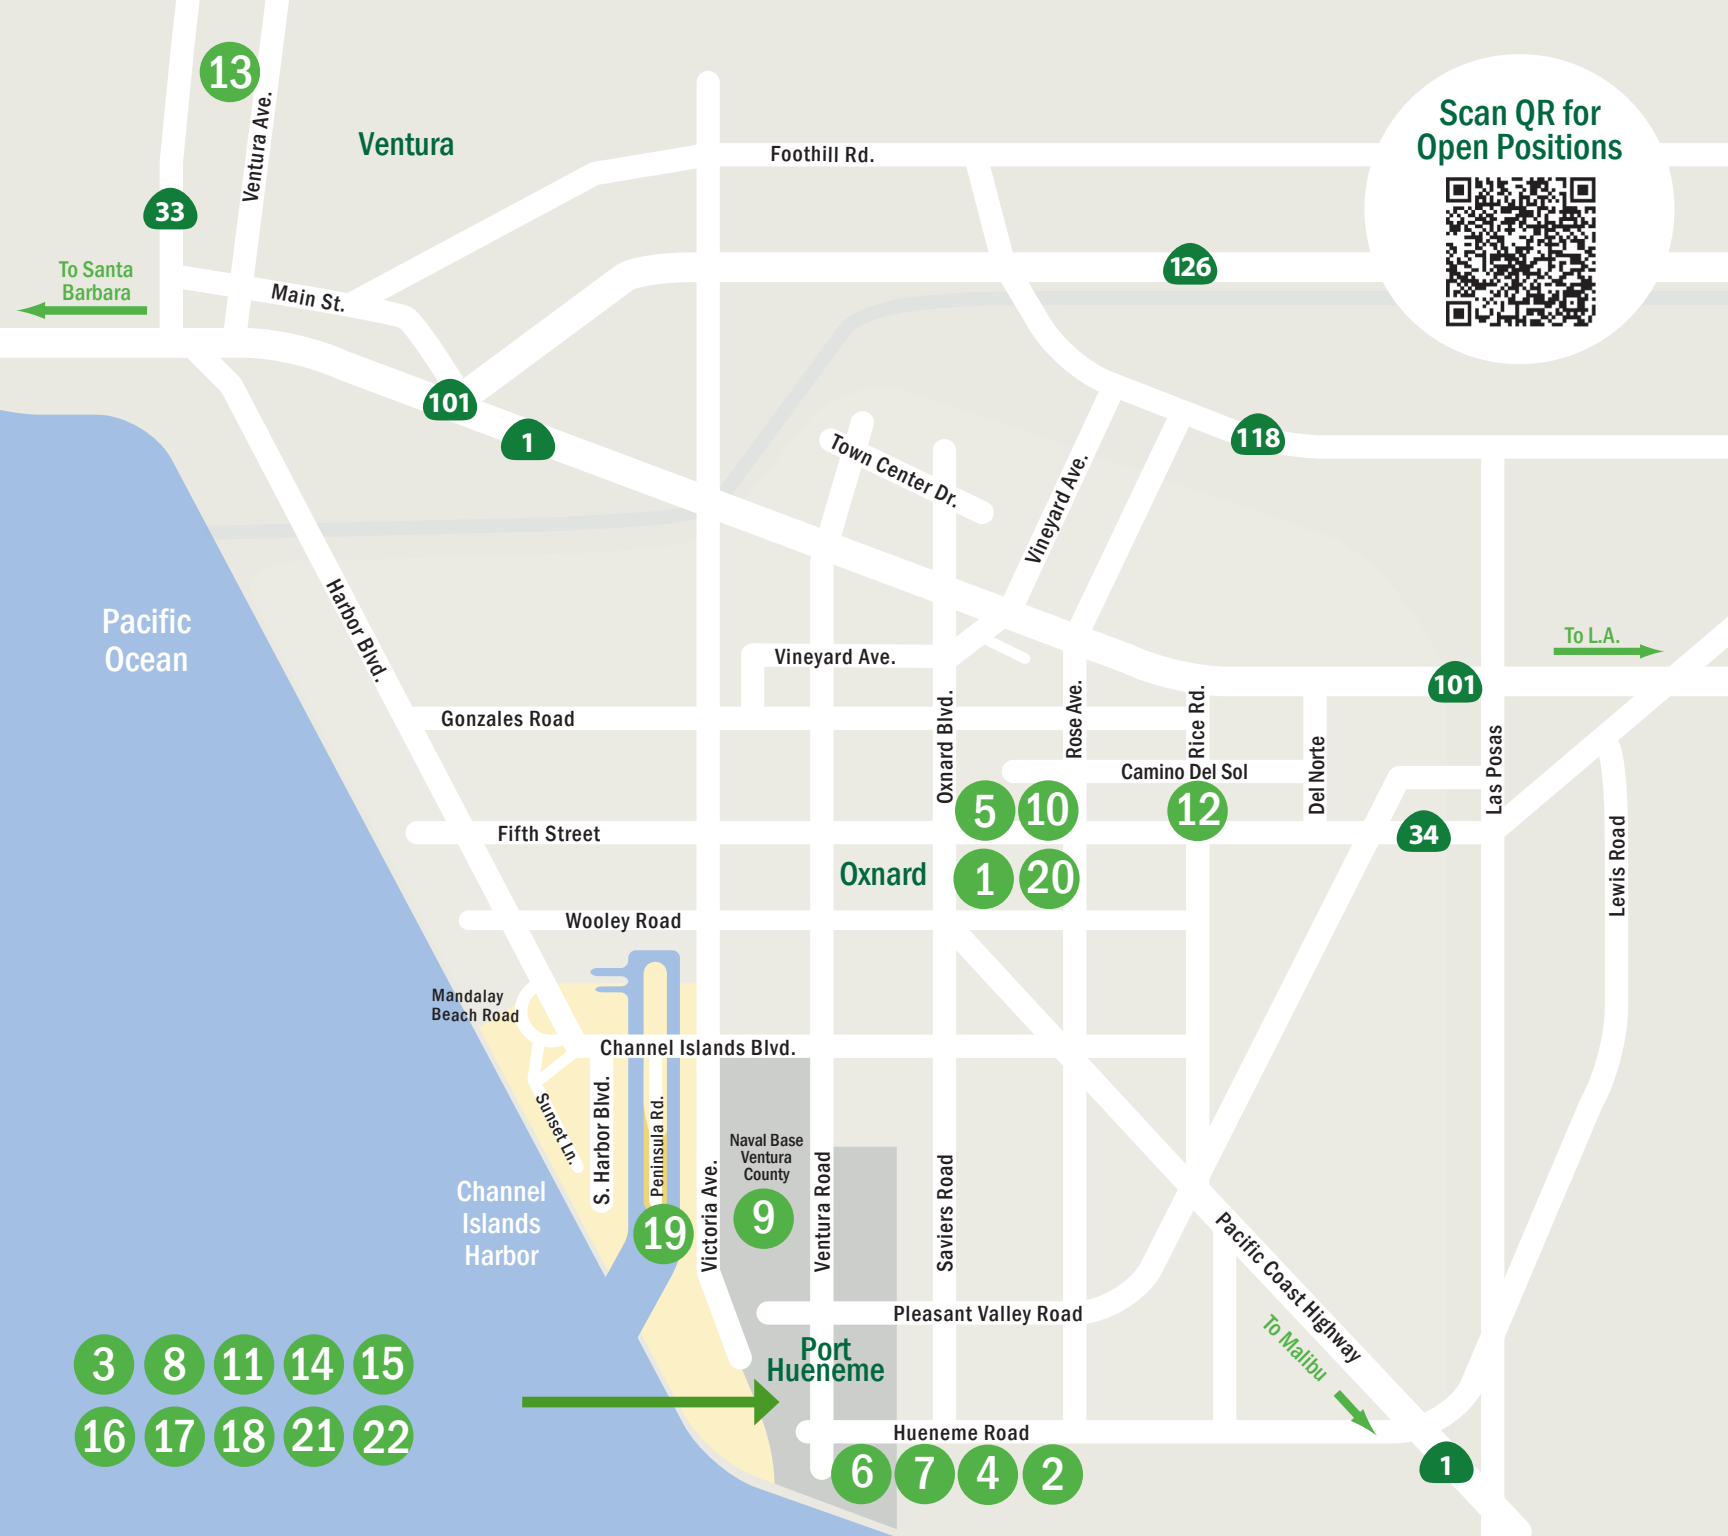 13
Ventura Ave.
Ventura
Foothill Rd.
Scan QR for
Open Positions
33
To Santa
Barbara
Main St.
126
101
1
118
Town Center Dr.
Vineyard Ave.
Pacific
Ocean
Harbor Blvd.
To L.A.
Vineyard Ave.
101
Gonzales Road
Oxnard Blvd.
Rose Ave.
Rice Rd.
Camino Del Sol
Del Norte
Las Posas
5
10
12
Fifth Street
34
Oxnard
1
20
Lewis Road
Wooley Road
Mandalay
Beach Road
Channel Islands Blvd.
Sunset Ln.
S. Harbor Blvd.
Peninsula Rd.
Victoria Ave.
Naval Base
Ventura
County
Ventura Road
Saviers Road
Channel
Islands
Harbor
19
9
Pacific Coast Highway
Pleasant Valley Road
To Malibu
Port
Hueneme
3 8 11 14 15
16 17 18 21 22
Hueneme Road
6 7 4 2
1